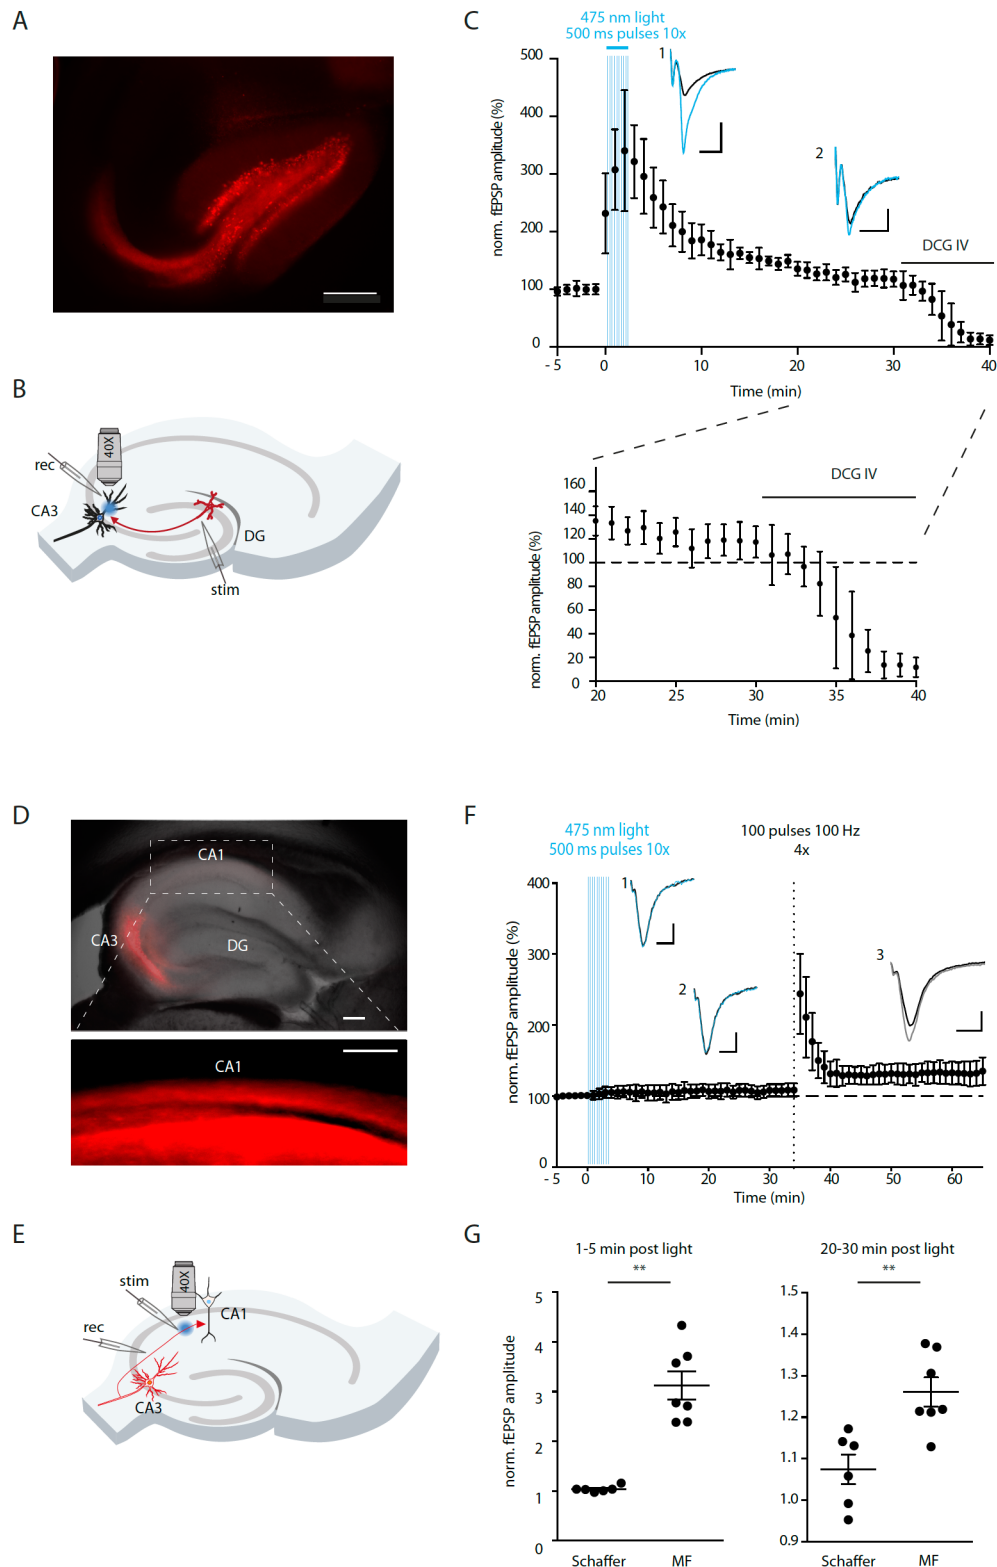 A
B
40X
rec
CA3
DG
stim
C
475 nm light
500 ms pulses 10x
norm. fEPSP amplitude (%)
500
400
300
200
100
0
1
2
DCG IV
- 5
0
10
20
30
40
Time (min)
DCG IV
norm. fEPSP amplitude (%)
160
140
120
100
80
60
40
20
0
20
25
30
35
40
Time (min)
D
CA1
CA3
DG
CA1
E
stim
40X
rec
CA1
CA3
F
475 nm light
500 ms pulses 10x
100 pulses 100 Hz
4x
norm. fEPSP amplitude (%)
400
300
200
100
0
1
2
3
- 5
0
10
20
30
40
50
60
Time (min)
G
1-5 min post light
**
norm. fEPSP amplitude
5
4
3
2
1
0
Schaffer
MF
20-30 min post light
**
1.5
1.4
1.3
1.2
1.1
1.0
0.9
Schaffer
MF